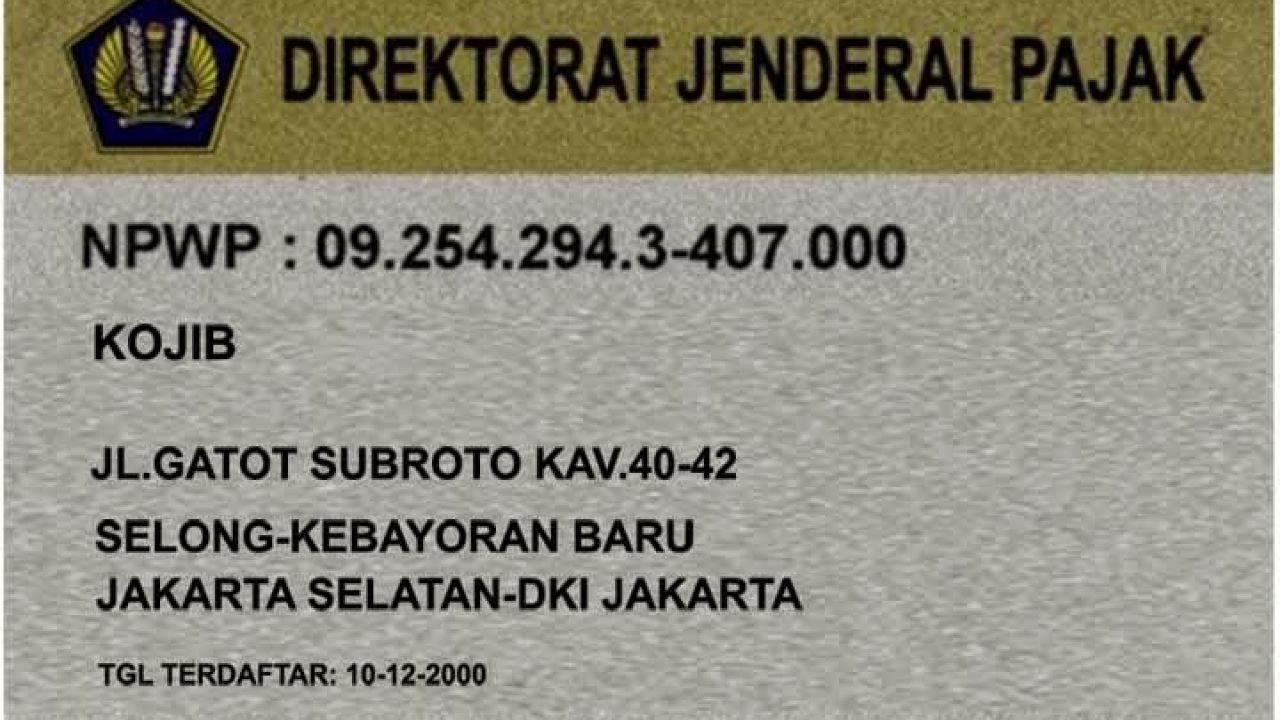 DIREKTORAT JENDERAL PAJAK
NPWP : 09.254.294.3-407.000
KOJIB
JL.GATOT SUBROTO KAV.40-42
SELONG-KEBAYORAN BARU
JAKARTA SELATAN-DKI JAKARTA
TGL TERDAFTAR: 10-12-2000